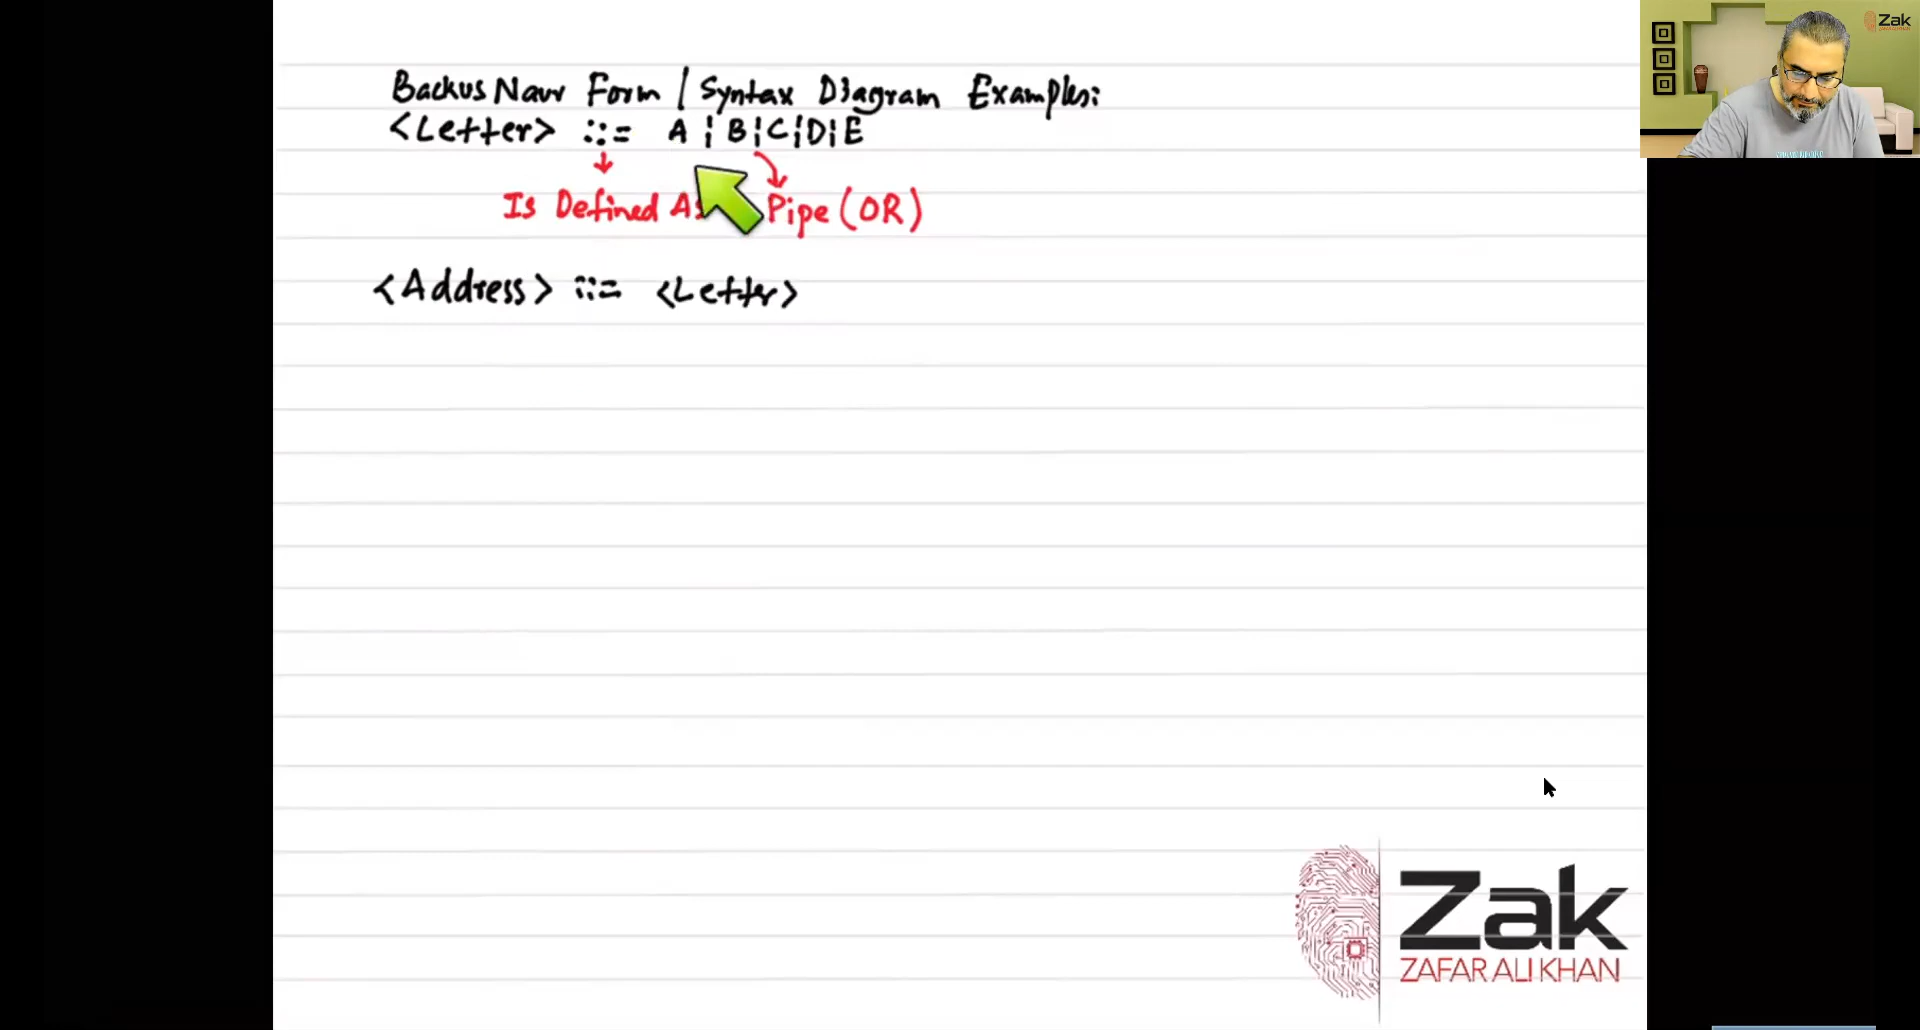 Backus Naur Form / Syntax Diagram Examples:
<Letter> ::= A | B | C | D | E
Is Defined As Pipe (OR)
<Address> ::= <Letter>
Zak
Zak
ZAFAR ALI KHAN